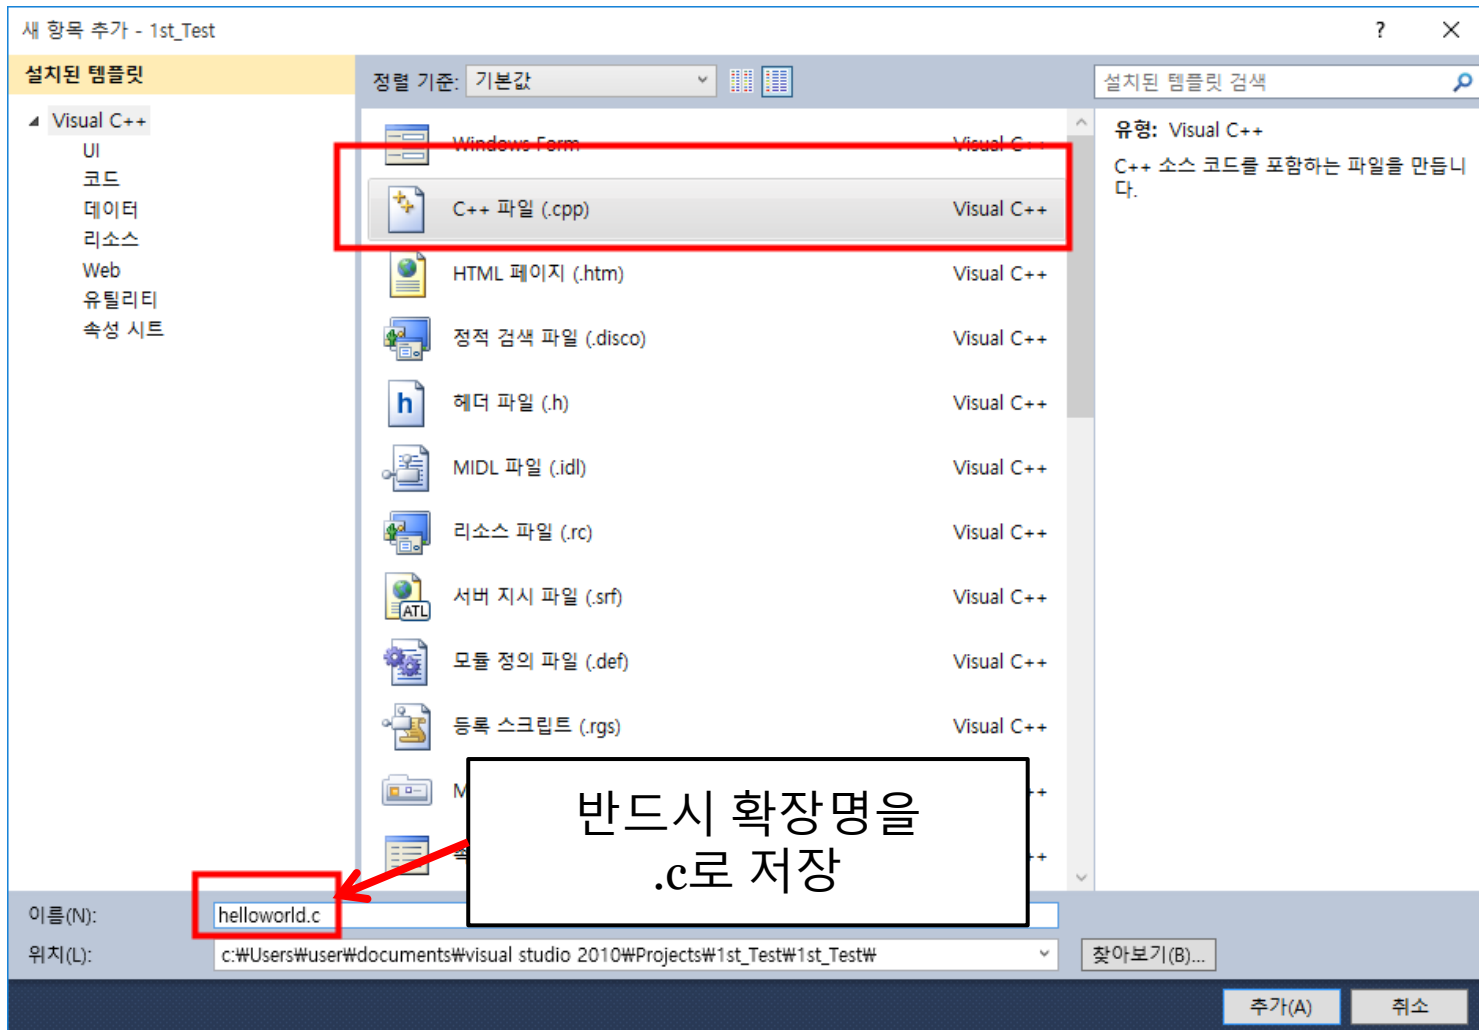 새 항목 추가 - 1st_Test
?
설치된 템플릿
정렬 기준: 기본값
설치된 템플릿 검색
Visual C++
UI
코드
데이터
리소스
Web
유틸리티
속성 시트
Windows Form Visual C++
C++ 파일 (.cpp) Visual C++
HTML 페이지 (.htm) Visual C++
정적 검색 파일 (.disco) Visual C++
헤더 파일 (.h) Visual C++
MIDL 파일 (.idl) Visual C++
리소스 파일 (.rc) Visual C++
서버 지시 파일 (.srf) Visual C++
ATL
모듈 정의 파일 (.def) Visual C++
등록 스크립트 (.rgs) Visual C++
유형: Visual C++
C++ 소스 코드를 포함하는 파일을 만듭니
다.
반드시 확장명을
.c로 저장
이름(N): helloworld.c
위치(L): c:₩Users₩user₩documents₩visual studio 2010₩Projects₩1st_Test₩1st_Test₩
찾아보기(B)...
추가(A)
취소